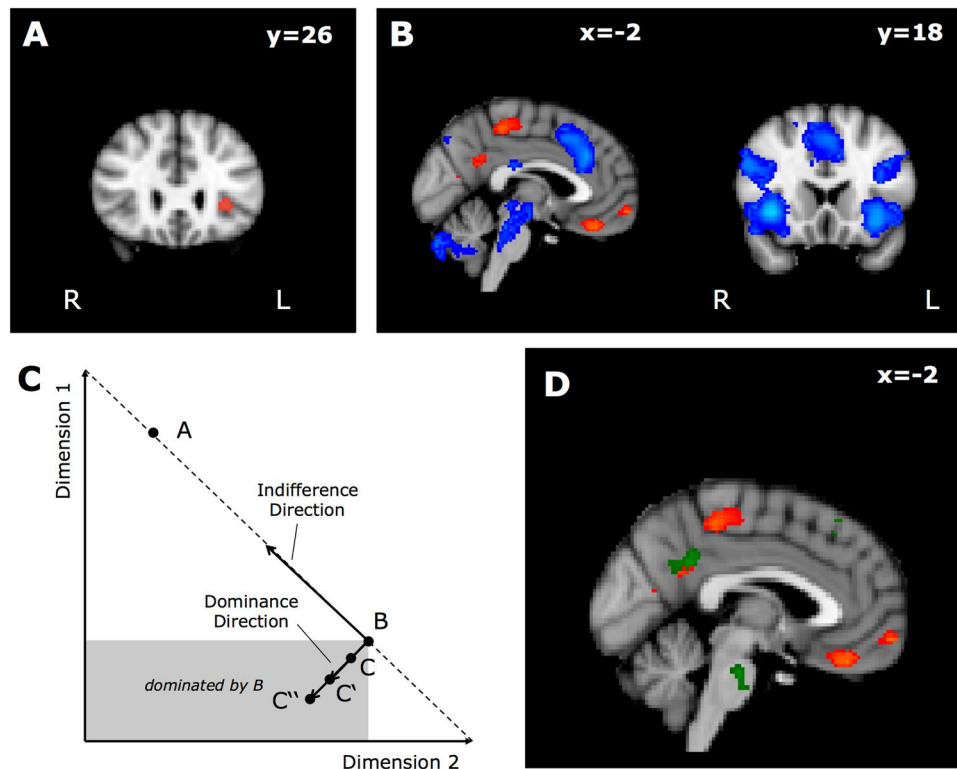 A
y=26
R
L
B
x=-2
y=18
R
L
C
Dimension 1
A
Indifference
Direction
Dominance
Direction
B
C
C'
C''
dominated by B
Dimension 2
D
x=-2